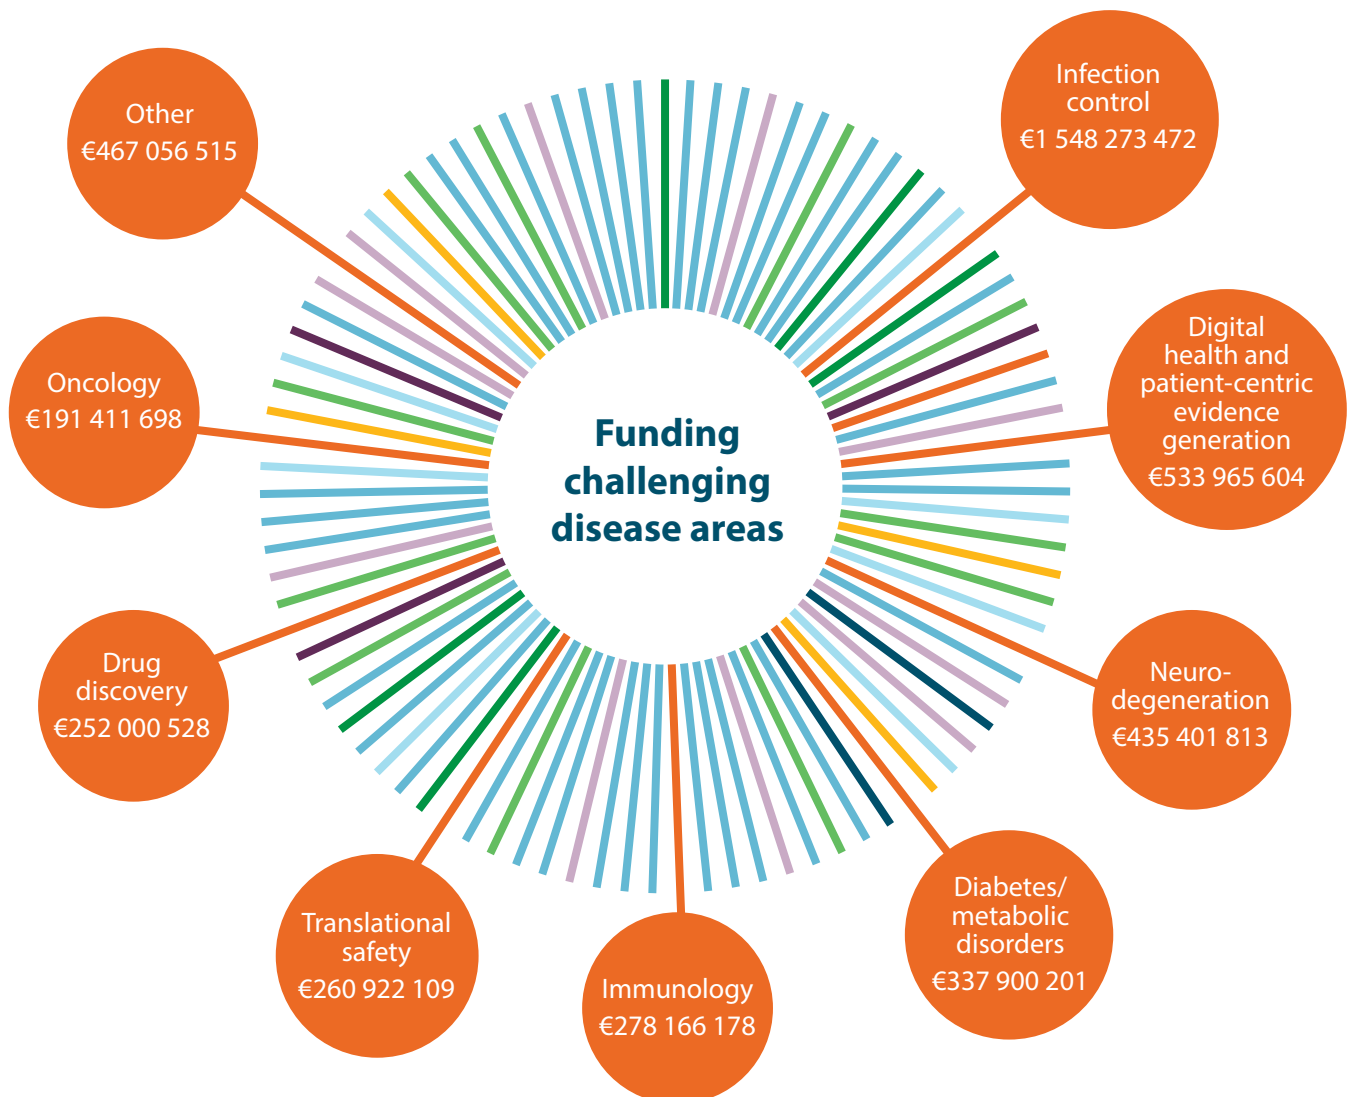 Funding
challenging
disease areas
Infection
control
€1 548 273 472
Digital
health and
patient-centric
evidence
generation
€533 965 604
Neuro-
degeneration
€435 401 813
Diabetes/
metabolic
disorders
€337 900 201
Immunology
€278 166 178
Translational
safety
€260 922 109
Drug
discovery
€252 000 528
Oncology
€191 411 698
Other
€467 056 515